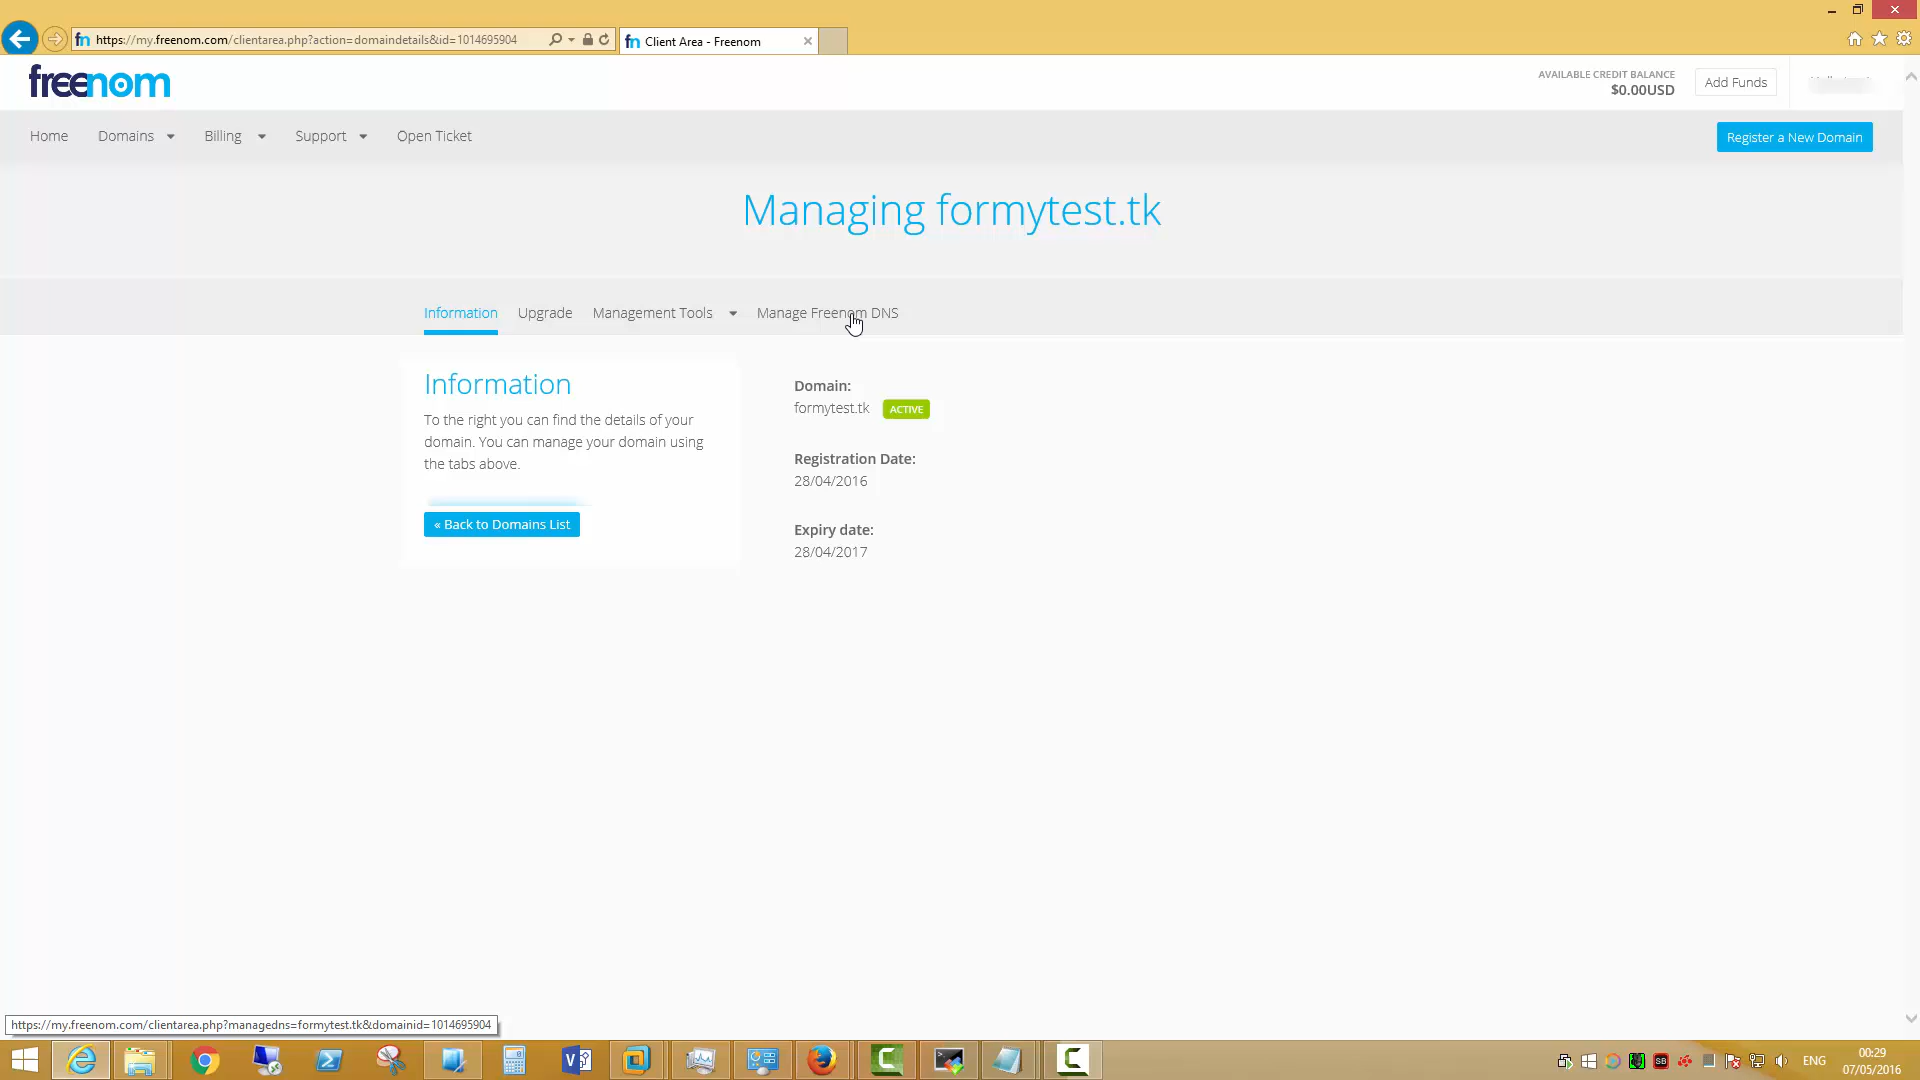 https://my.freenom.com/clientarea.php?action=domaindetails&id=1014695904
fn Client Area - Freenom
freenom
AVAILABLE CREDIT BALANCE
$0.00USD
Add Funds
Home
Domains
Billing
Support
Open Ticket
Register a New Domain
Managing formytest.tk
Information
Upgrade
Management Tools
Manage Freenom DNS
Information
To the right you can find the details of your
domain. You can manage your domain using
the tabs above.
« Back to Domains List
Domain:
formytest.tk ACTIVE
Registration Date:
28/04/2016
Expiry date:
28/04/2017
https://my.freenom.com/clientarea.php?managedns=formytest.tk&domainid=1014695904
ENG
00:29
07/05/2016